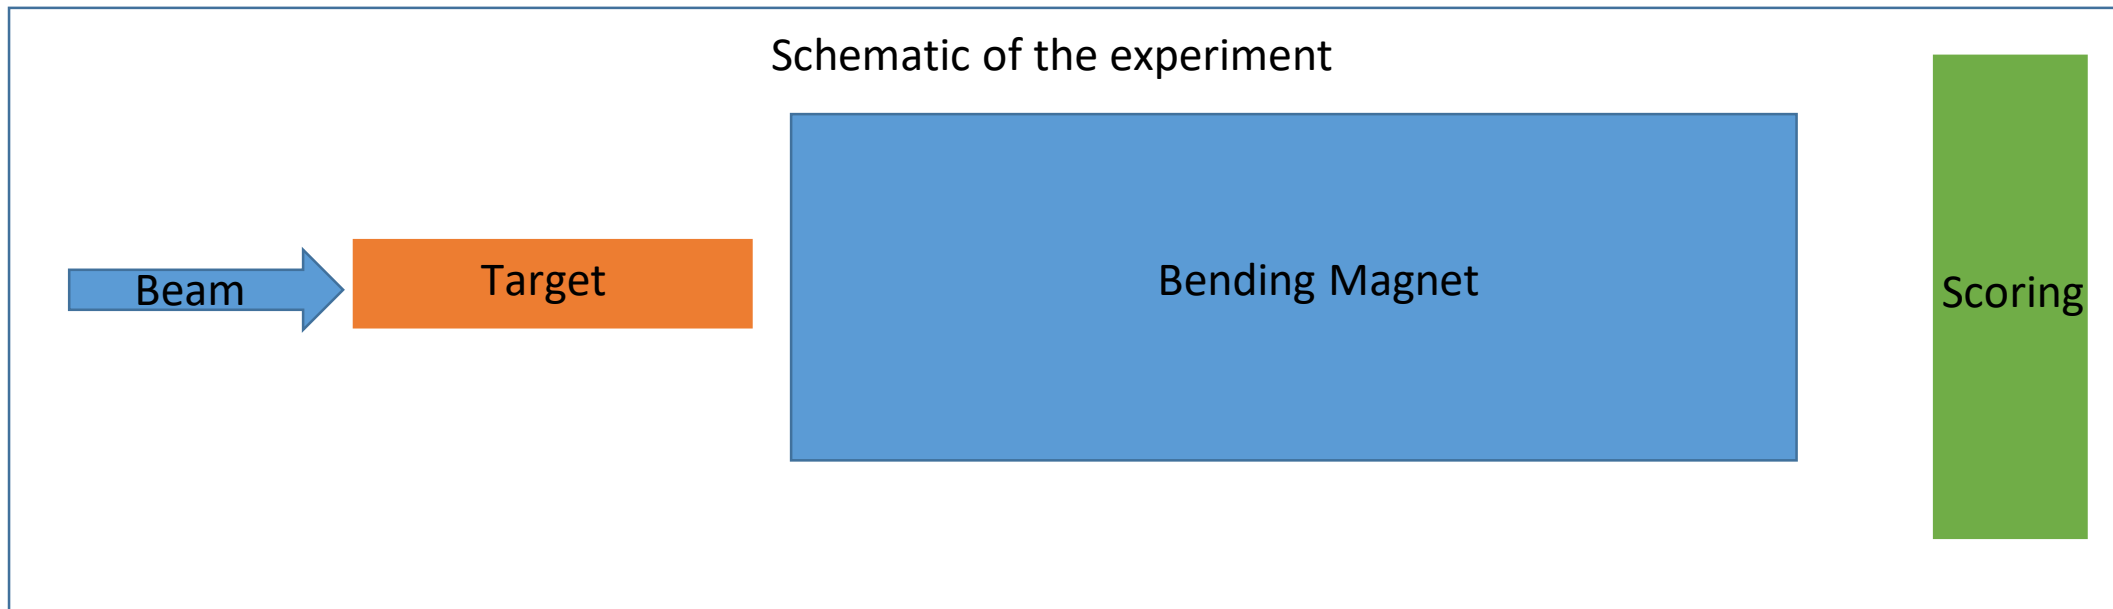 Schematic of the experiment
Beam
Target
Bending Magnet
Scoring